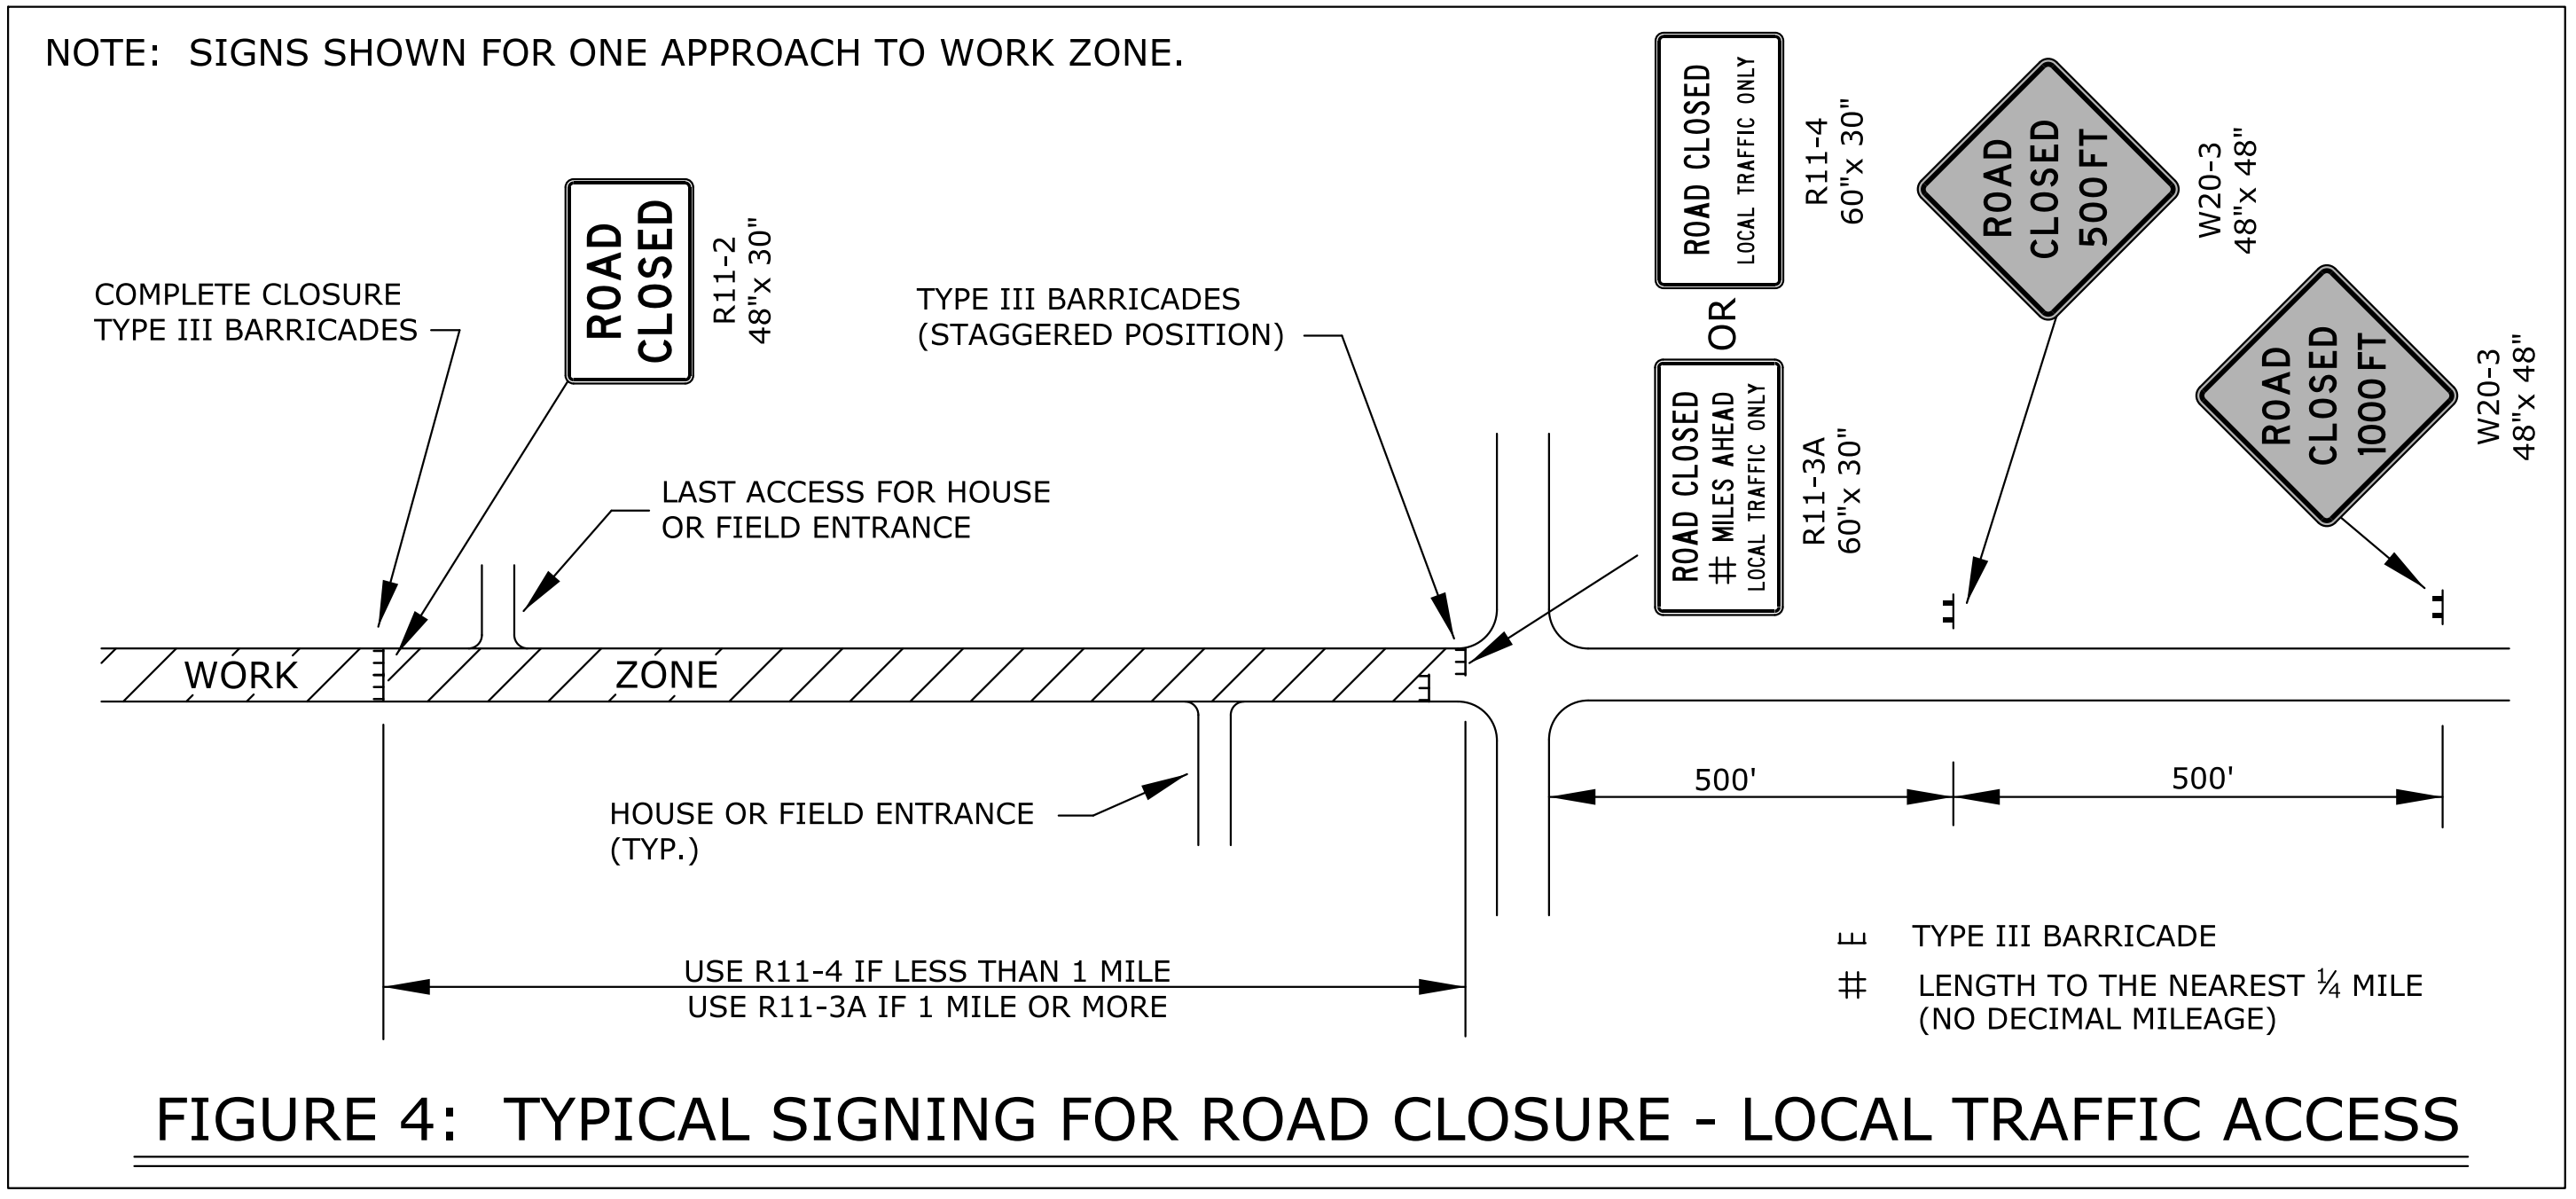 NOTE: SIGNS SHOWN FOR ONE APPROACH TO WORK ZONE.
COMPLETE CLOSURE
TYPE III BARRICADES
ROAD
CLOSED
R11-2
48"x 30"
LAST ACCESS FOR HOUSE
OR FIELD ENTRANCE
TYPE III BARRICADES
(STAGGERED POSITION)
ROAD CLOSED
LOCAL TRAFFIC ONLY
R11-4
60"x 30"
OR
ROAD CLOSED
# MILES AHEAD
LOCAL TRAFFIC ONLY
R11-3A
60"x 30"
ROAD
CLOSED
500FT
W20-3
48"x 48"
ROAD
CLOSED
1000FT
W20-3
48"x 48"
WORK ZONE
HOUSE OR FIELD ENTRANCE
(TYP.)
500'
500'
USE R11-4 IF LESS THAN 1 MILE
USE R11-3A IF 1 MILE OR MORE
TYPE III BARRICADE
# LENGTH TO THE NEAREST ¼ MILE
(NO DECIMAL MILEAGE)
FIGURE 4: TYPICAL SIGNING FOR ROAD CLOSURE - LOCAL TRAFFIC ACCESS